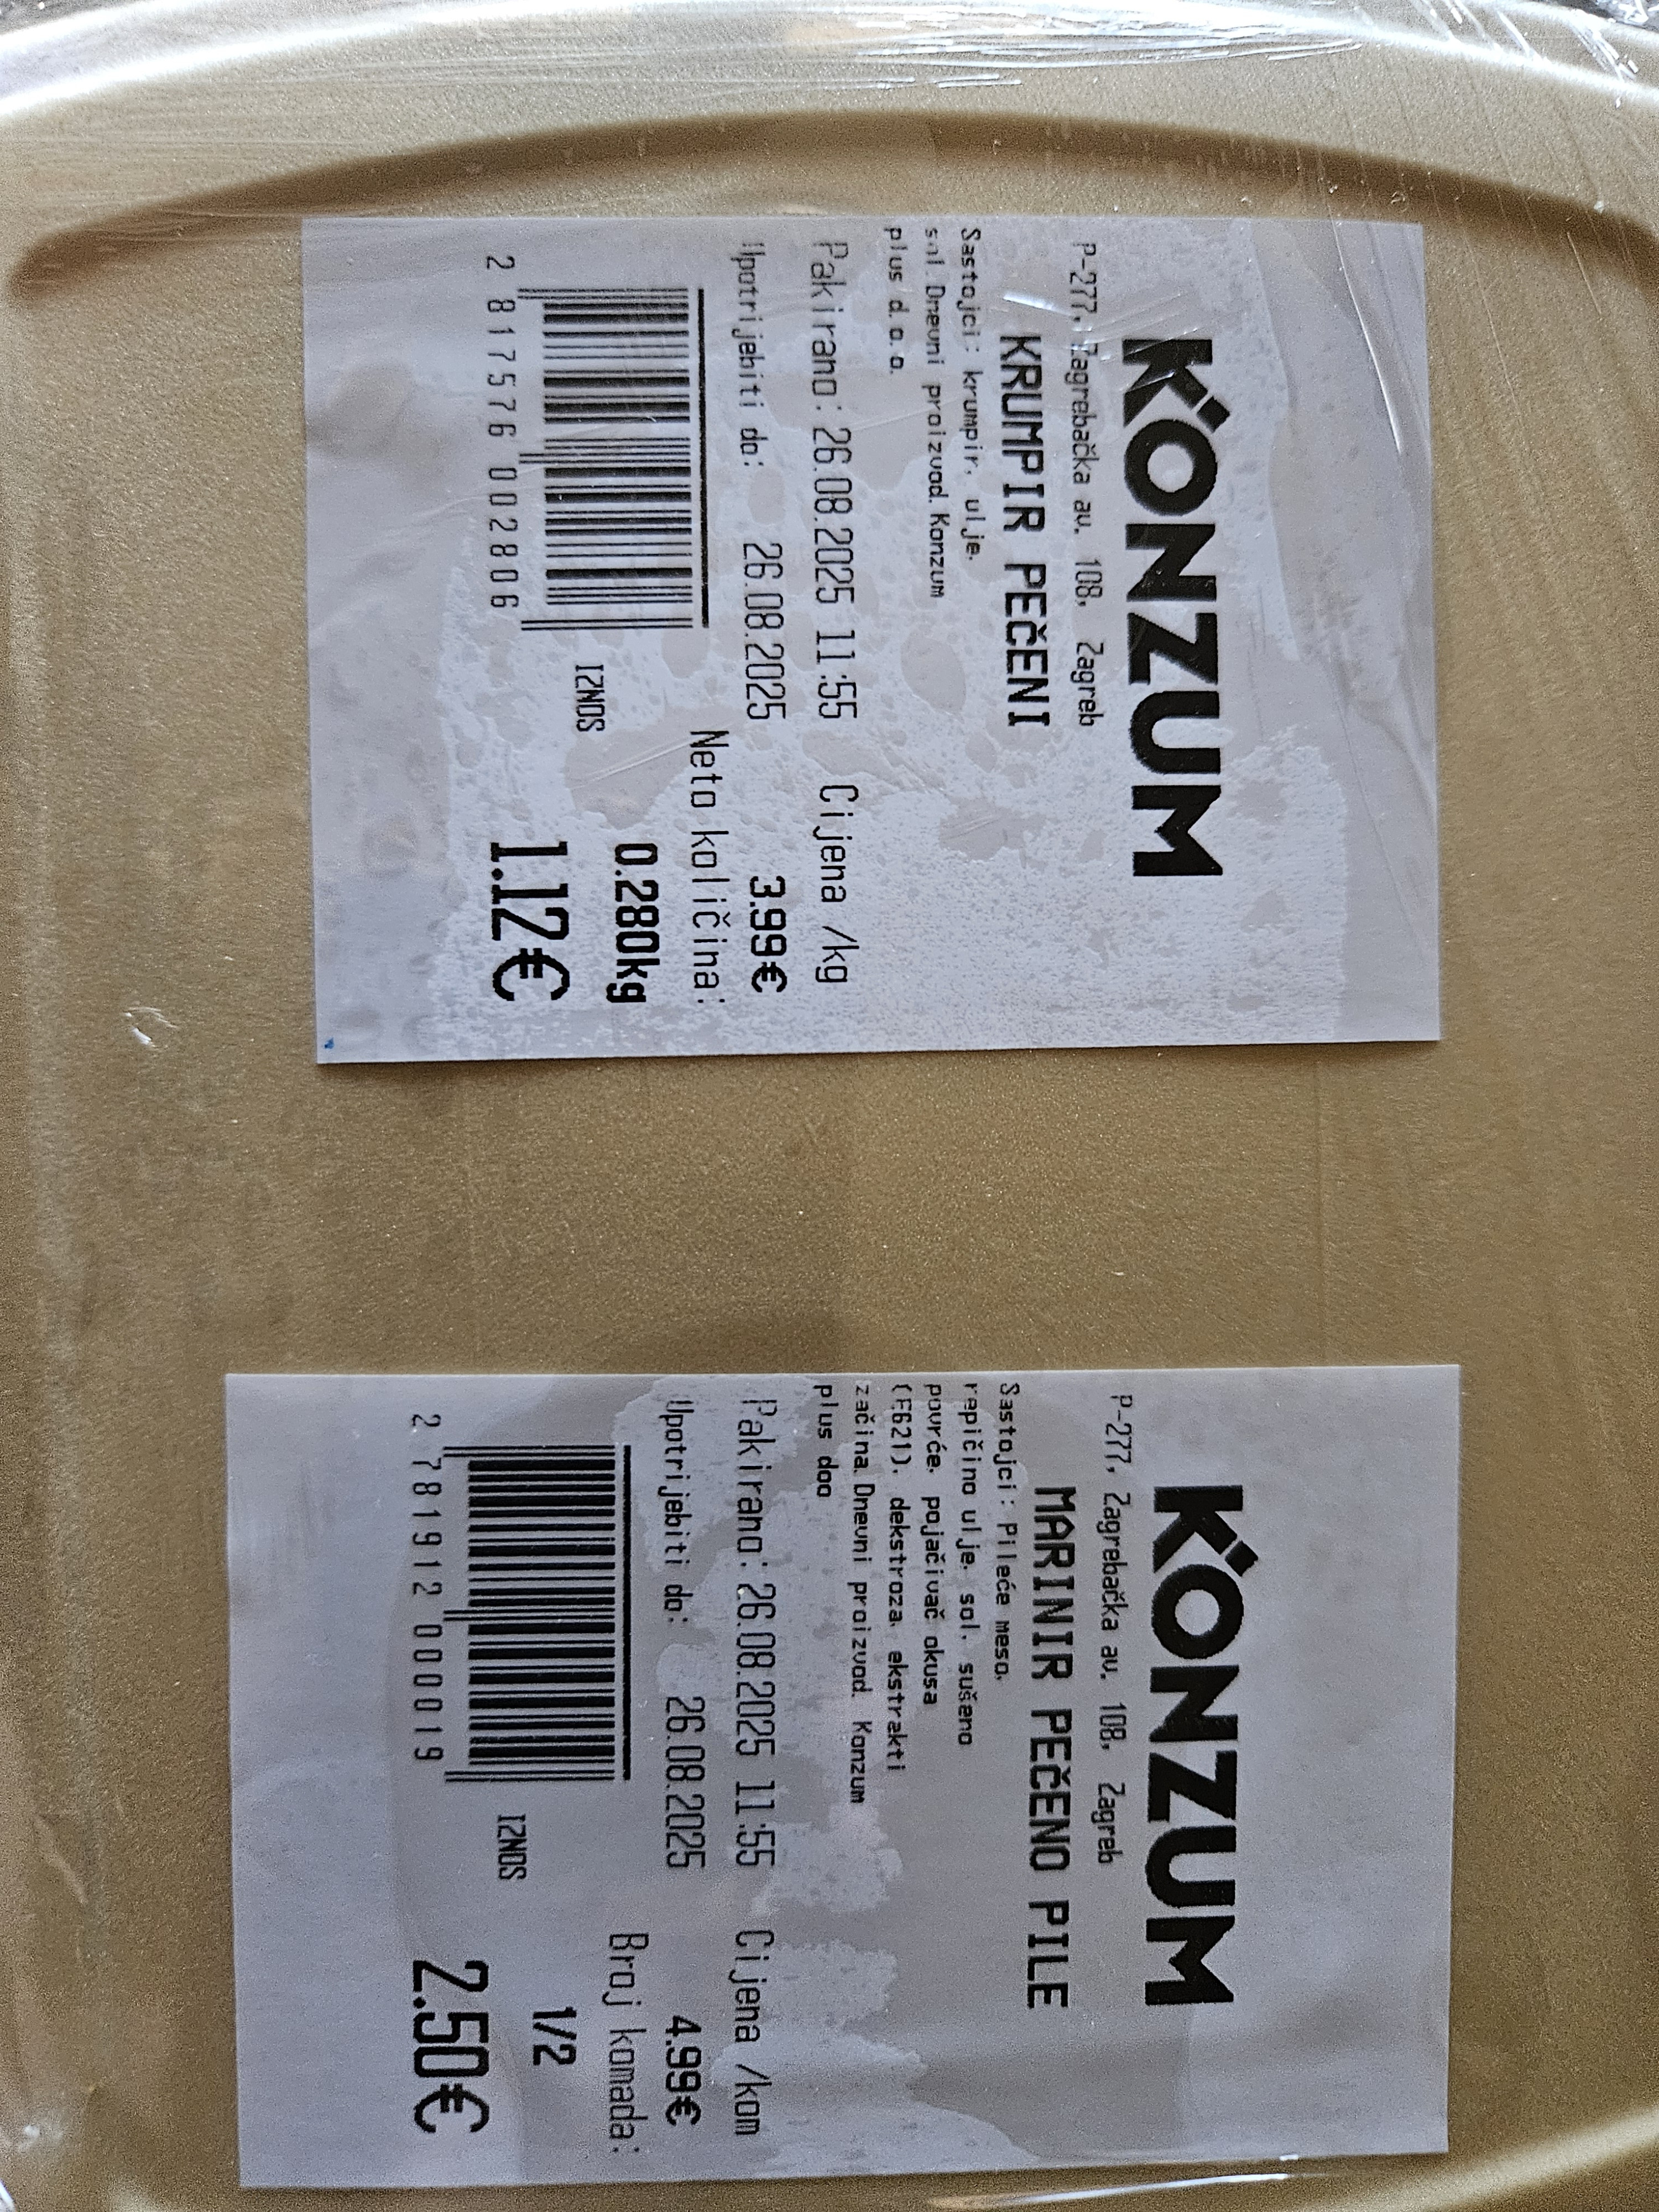 KONZUM
P-277, Zagrebačka av. 108, Zagreb
KRUMPIR PEČENI
Sastojci: krumpir, ulje,
sol. Dnevni proizvod. Konzum
plus d.o.o.
Pakirano: 26.08.2025 11:55 Cijena /kg
Upotrijebiti do: 26.08.2025 3.99€
Neto količina:
0.280kg
IZNOS
1.12€
2 817576 002806
KONZUM
P-277, Zagrebačka av. 108, Zagreb
MARINIR PEČENO PILE
Sastojci: Pileće meso,
repičino ulje, sol, sušeno
povrće, pojačivač okusa
(E621), dekstroza, ekstrakti
začina. Dnevni proizvod. Konzum
plus doo
Pakirano: 26.08.2025 11:55 Cijena /kom
Upotrijebiti do: 26.08.2025 4.99€
Broj komada:
1/2
IZNOS
2.50€
2 781912 000019